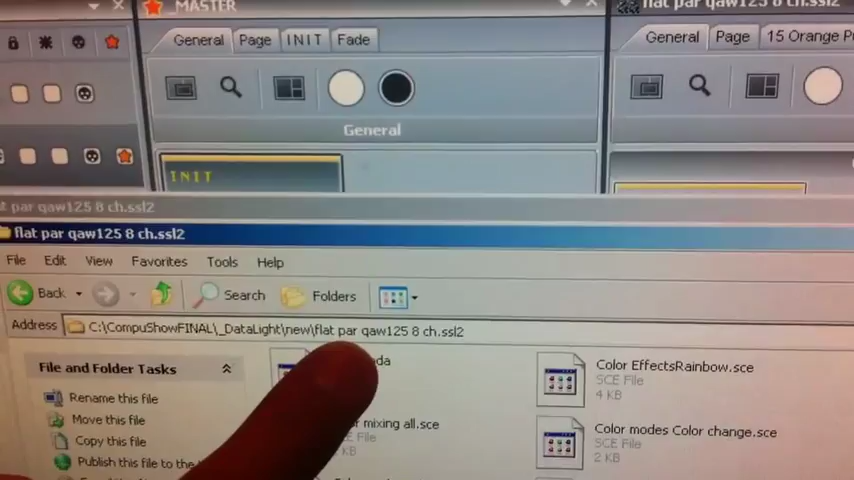 _MASTER
flat par qaw125 8 ch.ssl2
General Page INIT Fade
General Page 15 Orange
General
INIT
t par qaw125 8 ch.ssl2
flat par qaw125 8 ch.ssl2
File Edit View Favorites Tools Help
Back Search Folders
Address C:\CompuShowFINAL\_DataLight\new\flat par qaw125 8 ch.ssl2
File and Folder Tasks
Rename this file
Move this file
Copy this file
Publish this file to the
Color EffectsRainbow.sce
SCE File
4 KB
mixing all.sce
File
KB
Color modes Color change.sce
SCE File
2 KB